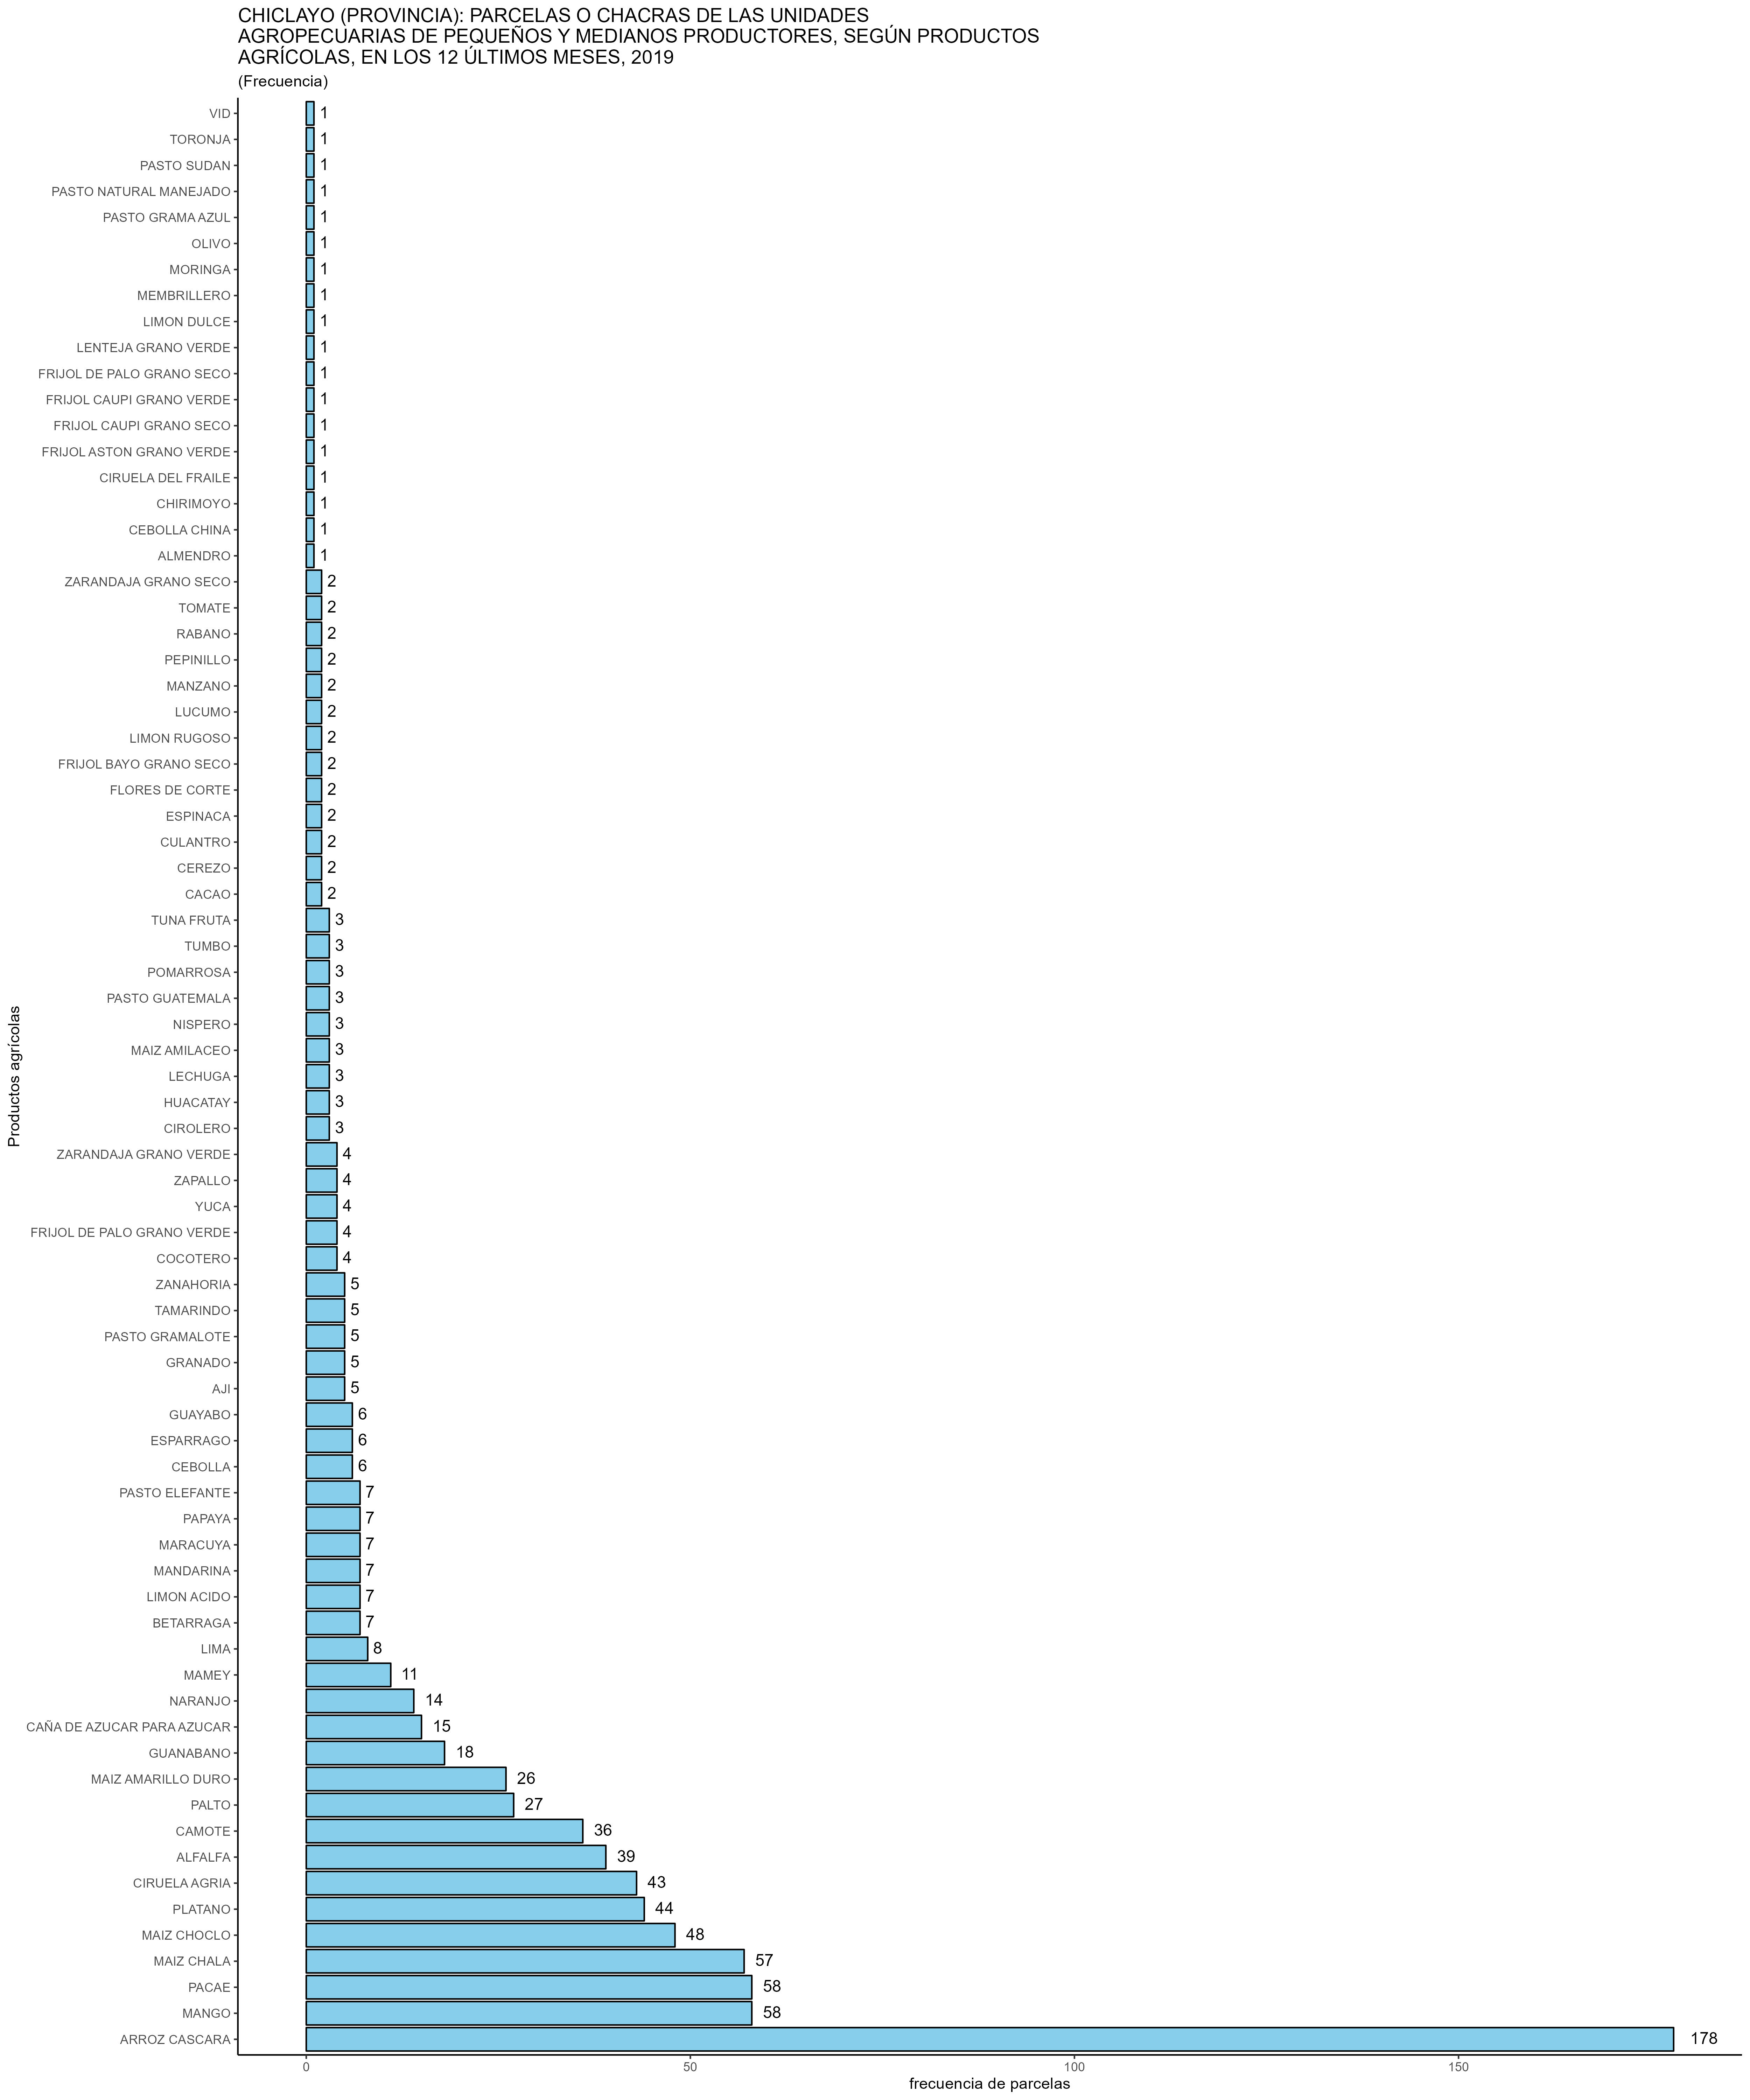 CHICLAYO (PROVINCIA): PARCELAS O CHACRAS DE LAS UNIDADES
AGROPECUARIAS DE PEQUEÑOS Y MEDIANOS PRODUCTORES, SEGÚN PRODUCTOS
AGRÍCOLAS, EN LOS 12 ÚLTIMOS MESES, 2019
(Frecuencia)
Productos agrícolas
VID 1
TORONJA 1
PASTO SUDAN 1
PASTO NATURAL MANEJADO 1
PASTO GRAMA AZUL 1
OLIVO 1
MORINGA 1
MEMBRILLERO 1
LIMON DULCE 1
LENTEJA GRANO VERDE 1
FRIJOL DE PALO GRANO SECO 1
FRIJOL CAUPI GRANO VERDE 1
FRIJOL CAUPI GRANO SECO 1
FRIJOL ASTON GRANO VERDE 1
CIRUELA DEL FRAILE 1
CHIRIMOYO 1
CEBOLLA CHINA 1
ALMENDRO 1
ZARANDAJA GRANO SECO 2
TOMATE 2
RABANO 2
PEPINILLO 2
MANZANO 2
LUCUMO 2
LIMON RUGOSO 2
FRIJOL BAYO GRANO SECO 2
FLORES DE CORTE 2
ESPINACA 2
CULANTRO 2
CEREZO 2
CACAO 2
TUNA FRUTA 3
TUMBO 3
POMARROSA 3
PASTO GUATEMALA 3
NISPERO 3
MAIZ AMILACEO 3
LECHUGA 3
HUACATAY 3
CIROLERO 3
ZARANDAJA GRANO VERDE 4
ZAPALLO 4
YUCA 4
FRIJOL DE PALO GRANO VERDE 4
COCOTERO 4
ZANAHORIA 5
TAMARINDO 5
PASTO GRAMALOTE 5
GRANADO 5
AJI 5
GUAYABO 6
ESPARRAGO 6
CEBOLLA 6
PASTO ELEFANTE 7
PAPAYA 7
MARACUYA 7
MANDARINA 7
LIMON ACIDO 7
BETARRAGA 7
LIMA 8
MAMEY 11
NARANJO 14
CAÑA DE AZUCAR PARA AZUCAR 15
GUANABANO 18
MAIZ AMARILLO DURO 26
PALTO 27
CAMOTE 36
ALFALFA 39
CIRUELA AGRIA 43
PLATANO 44
MAIZ CHOCLO 48
MAIZ CHALA 57
PACAE 58
MANGO 58
ARROZ CASCARA 178
0 50 100 150
frecuencia de parcelas